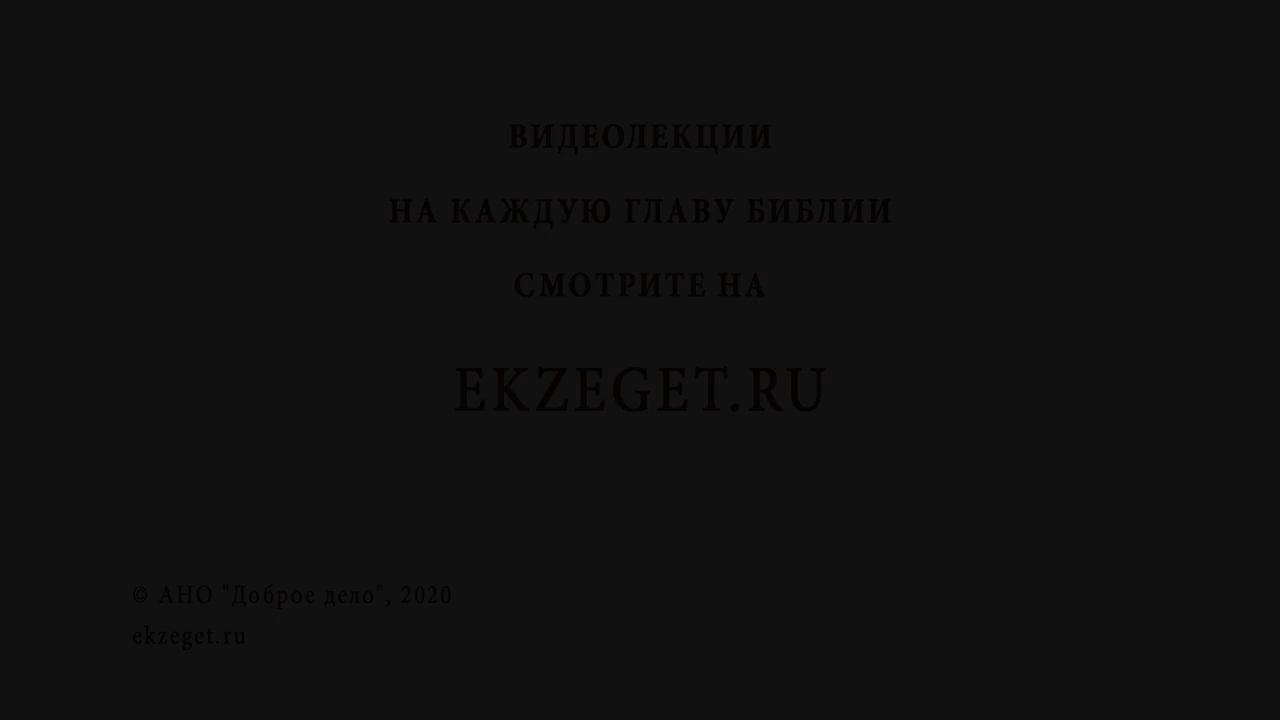 ВИДЕОЛЕКЦИИ
НА КАЖДУЮ ГЛАВУ БИБЛИИ
СМОТРИТЕ НА
EKZEGET.RU
© АНО "Доброе дело", 2020
ekzeget.ru